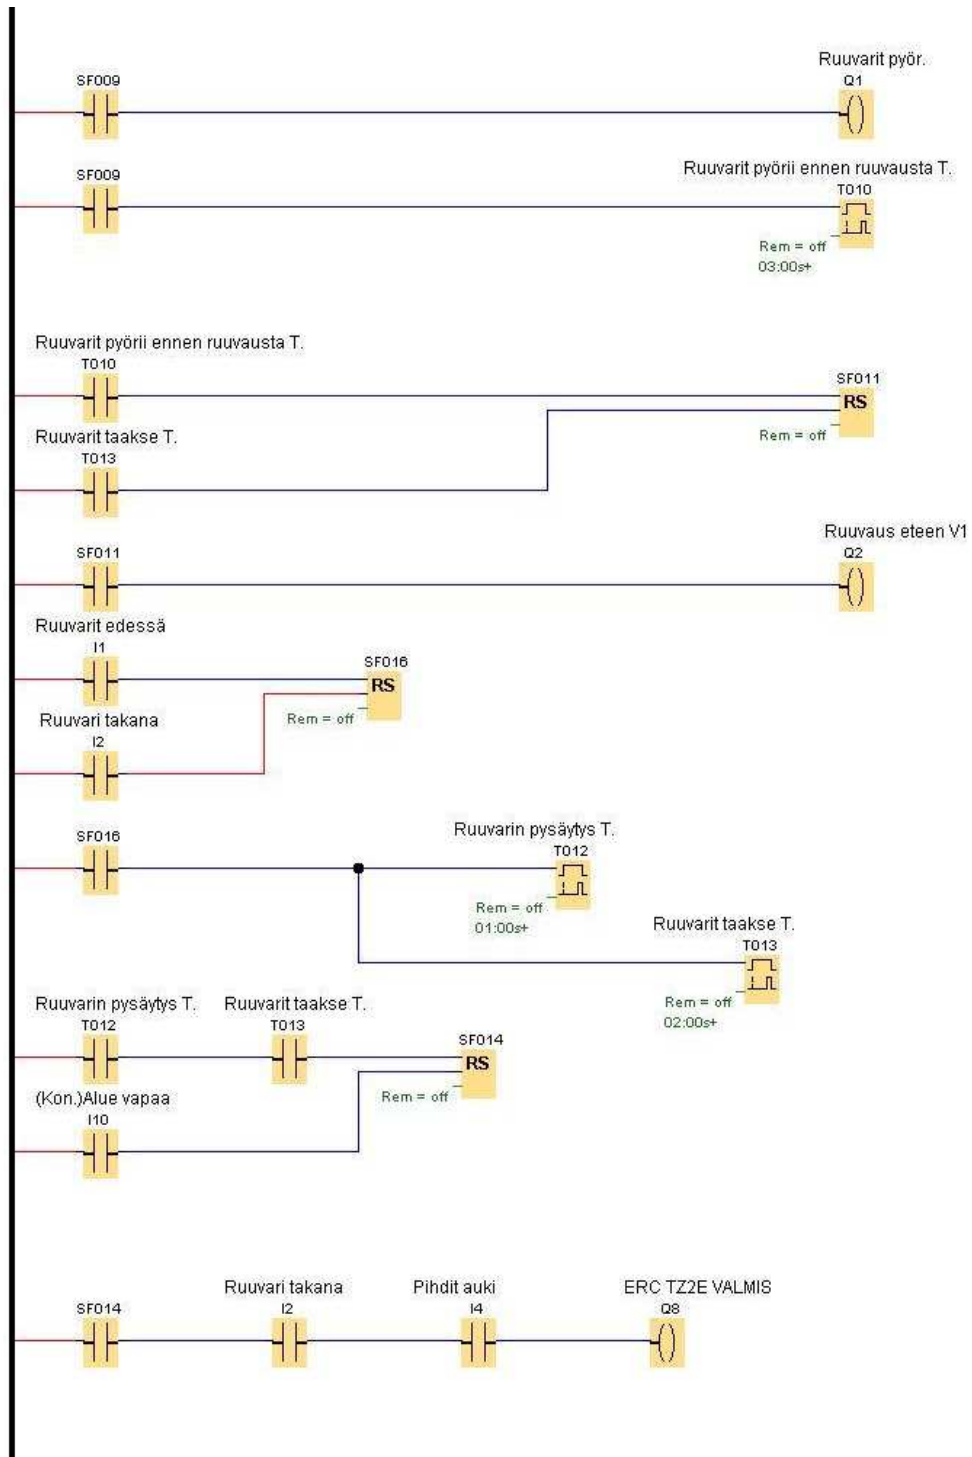 Ruuvarit pyör.
SF009
Q1
SF009
Ruuvarit pyörii ennen ruuvausta T.
T010
Rem = off
03:00s+
Ruuvarit pyörii ennen ruuvausta T.
T010
SF011
RS
Rem = off
Ruuvarit taakse T.
T013
Ruuvaus eteen V1
SF011
Q2
Ruuvarit edessä
I1
SF016
RS
Rem = off
Ruuvari takana
I2
SF016
Ruuvarin pysäytys T.
T012
Rem = off
01:00s+
Ruuvarit taakse T.
T013
Rem = off
02:00s+
Ruuvarin pysäytys T.
Ruuvarit taakse T.
T012
T013
SF014
RS
Rem = off
(Kon.)Alue vapaa
I10
Ruuvari takana
Pihdit auki
ERC TZ2E VALMIS
SF014
I2
I4
Q8